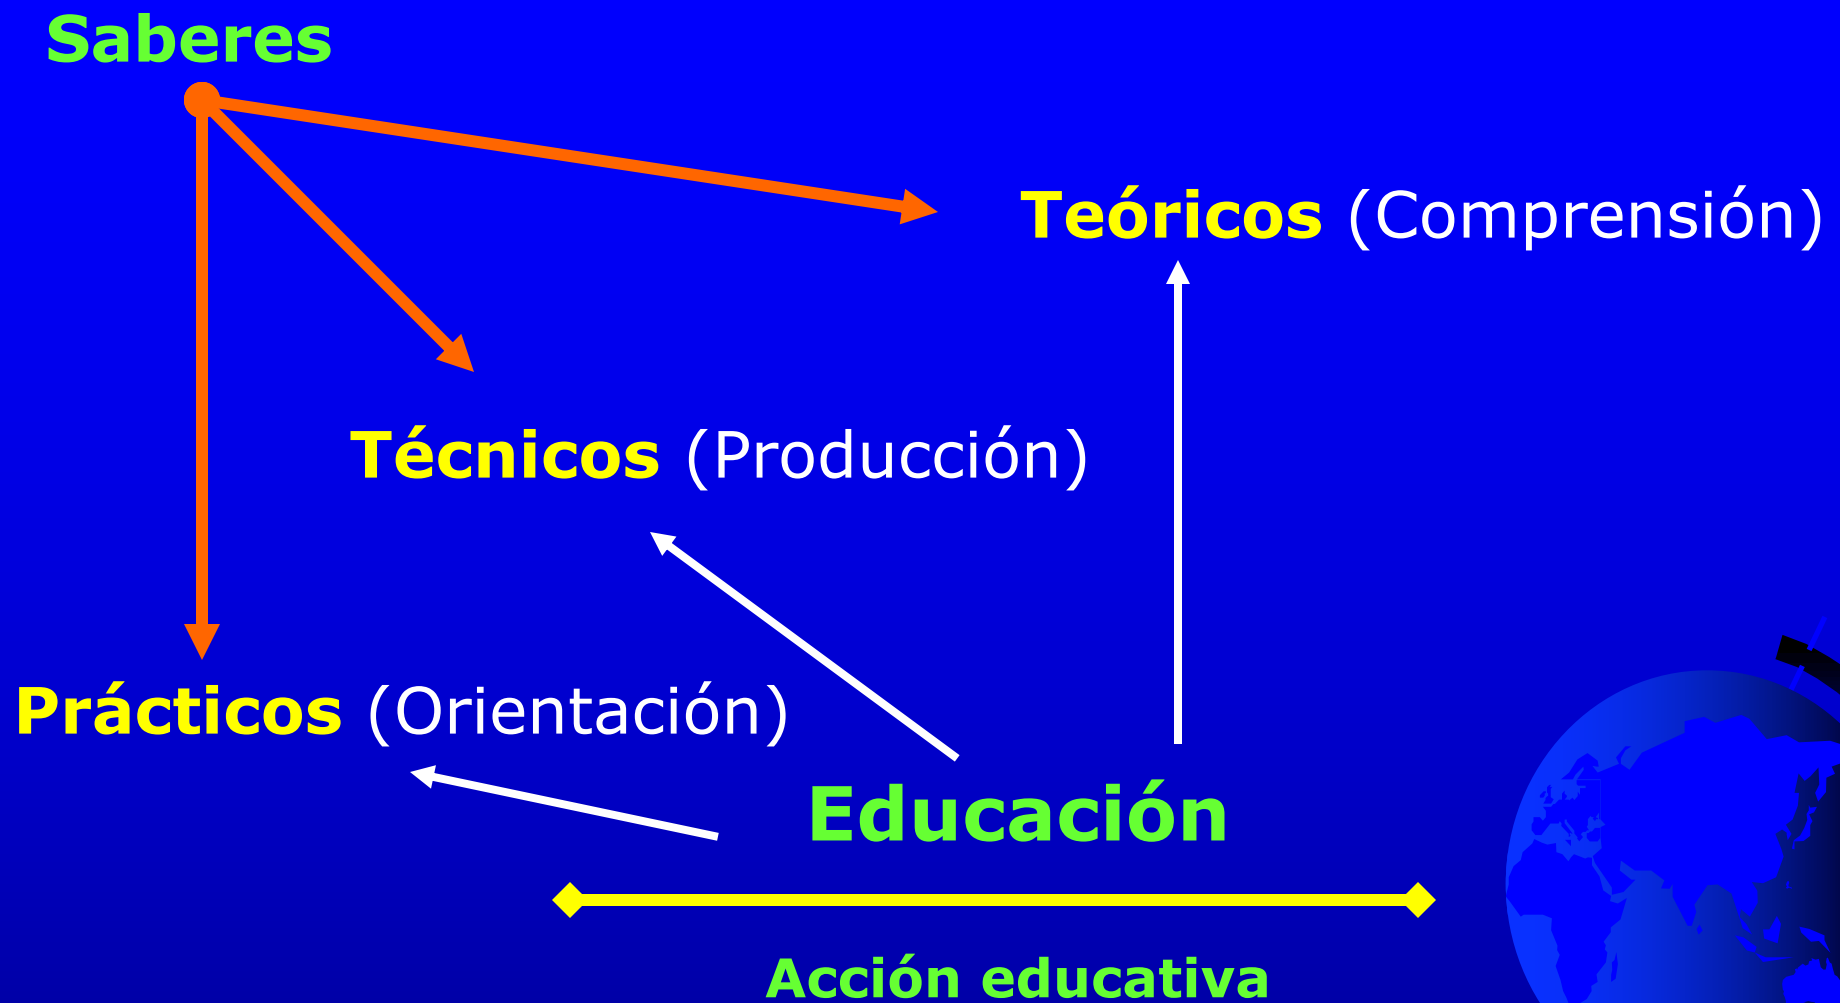 Saberes
Teóricos (Comprensión)
Técnicos (Producción)
Prácticos (Orientación)
Educación
Acción educativa